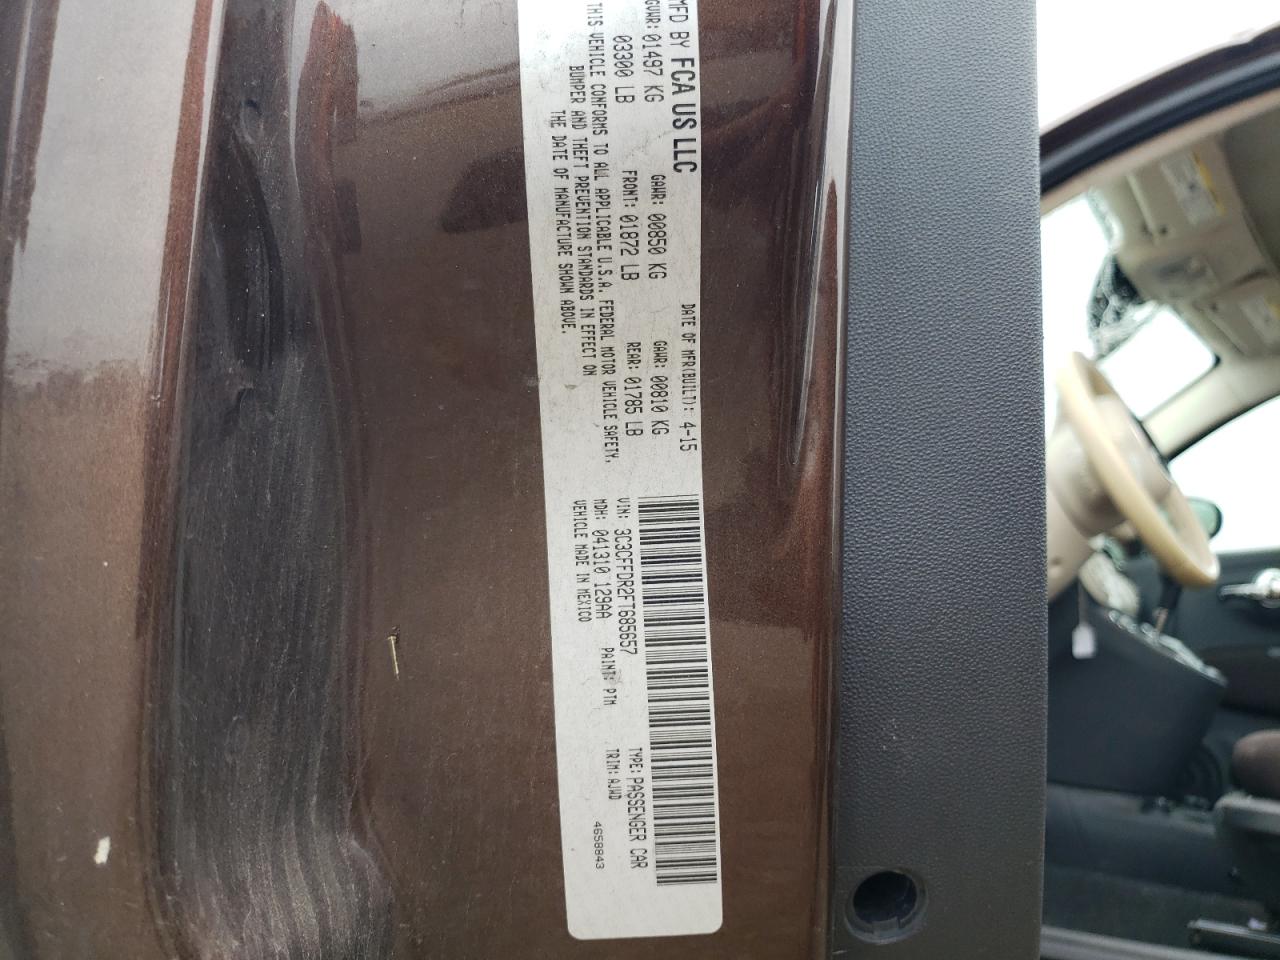 MFD BY FCA US LLC
DATE OF MFR(BUILT): 4-15
GVWR: 01497 KG GAWR: 00850 KG GAWR: 00810 KG
03300 LB FRONT: 01872 LB REAR: 01785 LB
THIS VEHICLE CONFORMS TO ALL APPLICABLE U.S.A. FEDERAL MOTOR VEHICLE SAFETY,
BUMPER AND THEFT PREVENTION STANDARDS IN EFFECT ON
THE DATE OF MANUFACTURE SHOWN ABOVE.
VIN: 3C3CFFDR2FT685657 TYPE: PASSENGER CAR
MDH: 041310 129AA PAINT: PTM TRIM: AJWD
VEHICLE MADE IN MEXICO 4658843